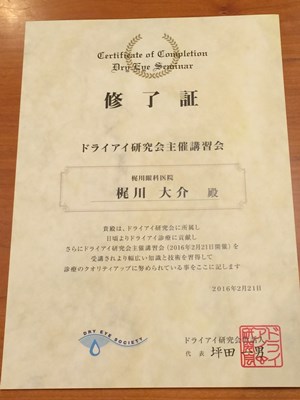 Certificate of Completion
Dry Eye Seminar
修了証
ドライアイ研究会主催講習会
梶川眼科医院
梶川 大介 殿
貴殿は、ドライアイ研究会に所属し
日頃よりドライアイ診療に貢献し
さらにドライアイ研究会主催講習会（2016年2月21日開催）を
受講されより幅広い知識と技術を習得して
診療のクオリティアップに努められている事をここに記します
2016年2月21日
DRY EYE SOCIETY
ドライアイ研究会世話人
代表 坪田 一男